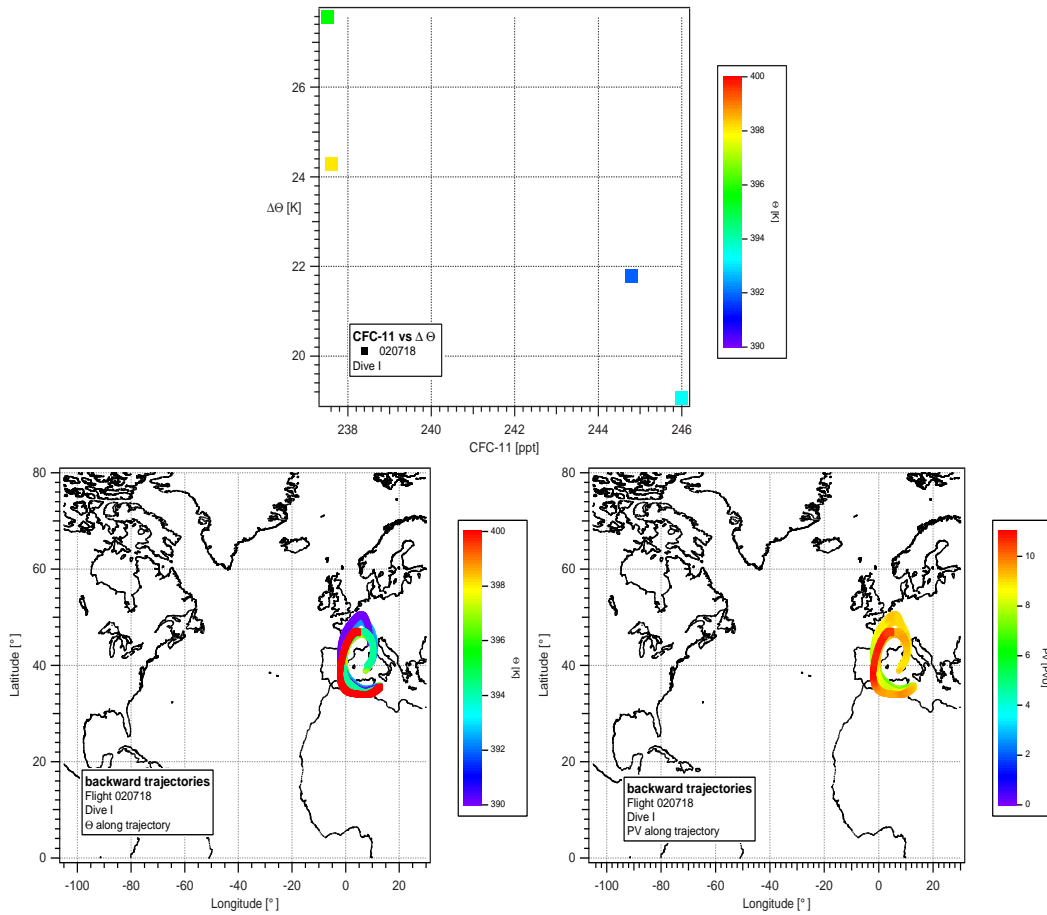 26
24
22
20
ΔΘ [K]
238
240
242
244
246
CFC-11 [ppt]
CFC-11 vs Δ Θ
020718
Dive I
400
398
396
394
392
390
Θ [K]
80
60
40
20
0
Latitude [°]
-100
-80
-60
-40
-20
0
20
Longitude [°]
backward trajectories
Flight 020718
Dive I
Θ along trajectory
400
398
396
394
392
390
Θ [K]
80
60
40
20
0
Latitude [°]
-100
-80
-60
-40
-20
0
20
Longitude [°]
backward trajectories
Flight 020718
Dive I
PV along trajectory
10
8
6
4
2
0
PV [PVU]